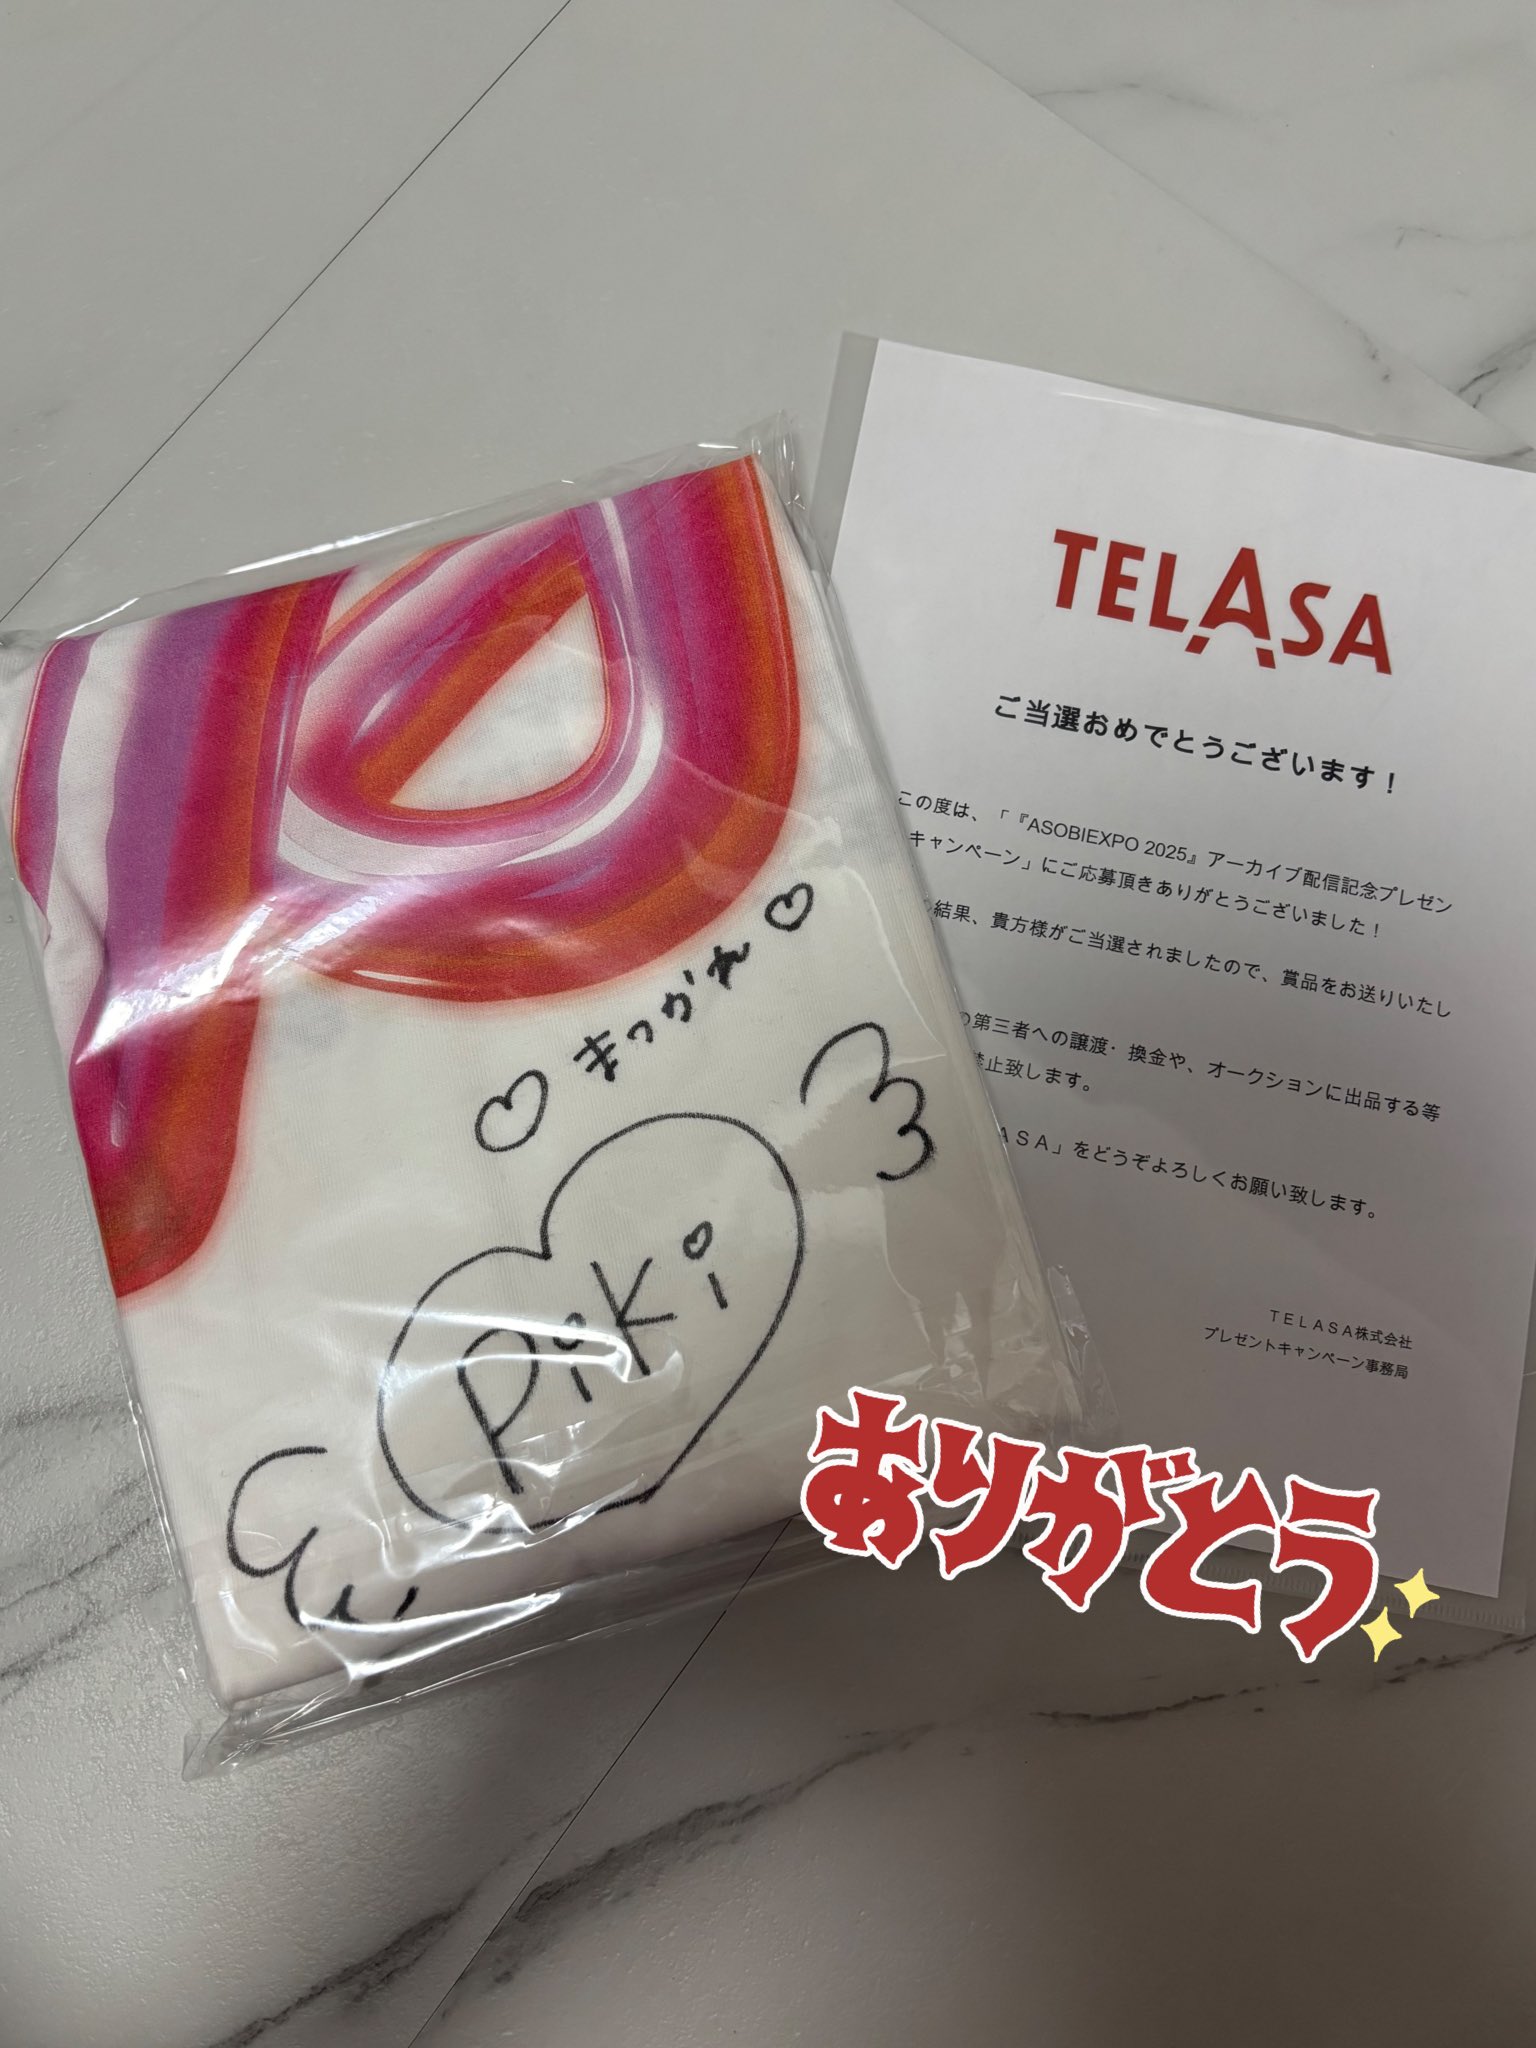 ♡まつかれ♡
Piki
TELASA
ご当選おめでとうございます！
この度は、「『ASOBIEXPO 2025』アーカイブ配信記念プレゼン
キャンペーン」にご応募頂きありがとうございました！
結果、貴方様がご当選されましたので、賞品をお送りいたし
の第三者への譲渡・換金や、オークションに出品する等
禁止致します。
ＡＳＡ」をどうぞよろしくお願い致します。
ＴＥＬＡＳＡ株式会社
プレゼントキャンペーン事務局
ありがとう